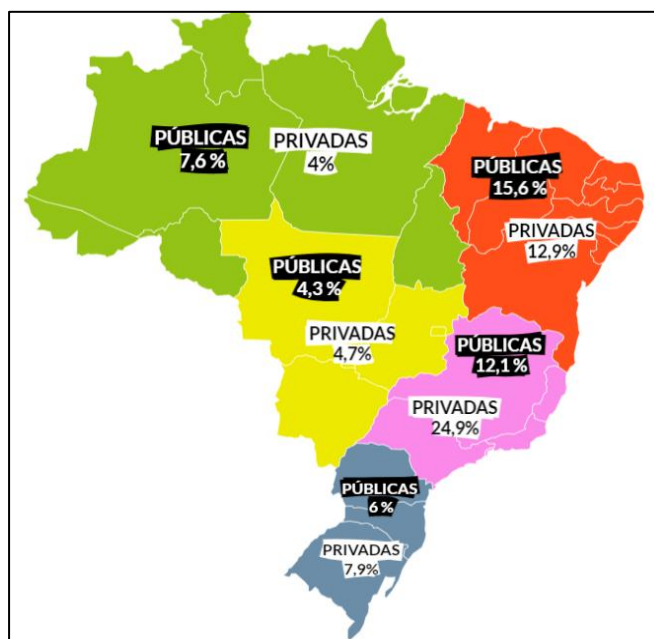 PÚBLICAS
7,6 %
PRIVADAS
4%
PÚBLICAS
15,6 %
PRIVADAS
12,9%
PÚBLICAS
4,3 %
PRIVADAS
4,7%
PÚBLICAS
12,1 %
PRIVADAS
24,9%
PÚBLICAS
6 %
PRIVADAS
7,9%